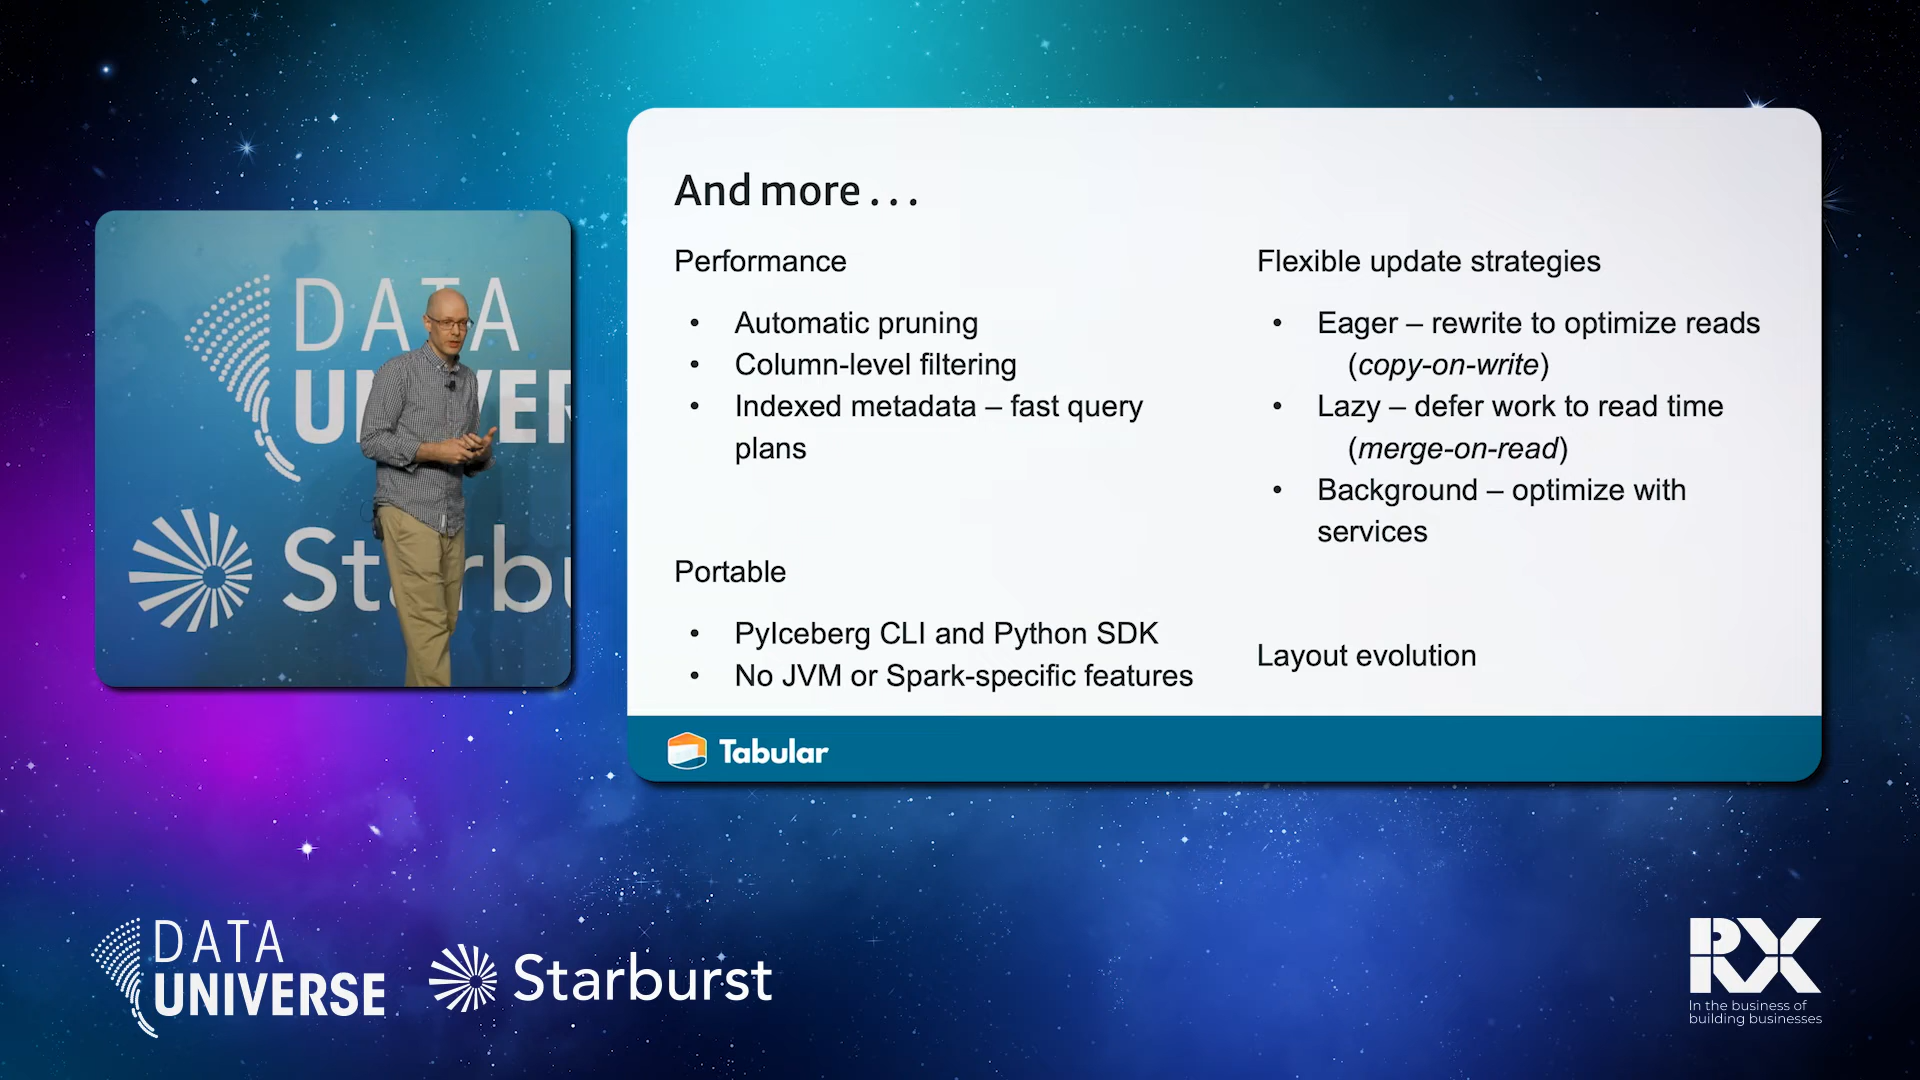 And more . . .
Performance
• Automatic pruning
• Column-level filtering
• Indexed metadata – fast query
plans
Portable
• PyIceberg CLI and Python SDK
• No JVM or Spark-specific features
Flexible update strategies
• Eager – rewrite to optimize reads
(copy-on-write)
• Lazy – defer work to read time
(merge-on-read)
• Background – optimize with
services
Layout evolution
Tabular
DATA
UNIVERSE
Starburst
RX
In the business of
building businesses